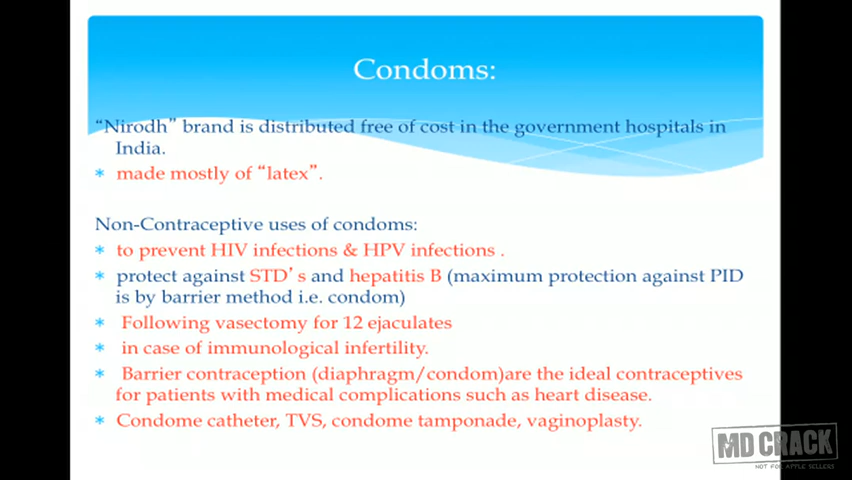 Condoms:
“Nirodh” brand is distributed free of cost in the government hospitals in
India.
* made mostly of “latex”.
Non-Contraceptive uses of condoms:
* to prevent HIV infections & HPV infections .
* protect against STD’s and hepatitis B (maximum protection against PID
is by barrier method i.e. condom)
* Following vasectomy for 12 ejaculates
* in case of immunological infertility.
* Barrier contraception (diaphragm/condom)are the ideal contraceptives
for patients with medical complications such as heart disease.
* Condome catheter, TVS, condome tamponade, vaginoplasty.
MD CRACK
NOT FOR APPLE SELLERS